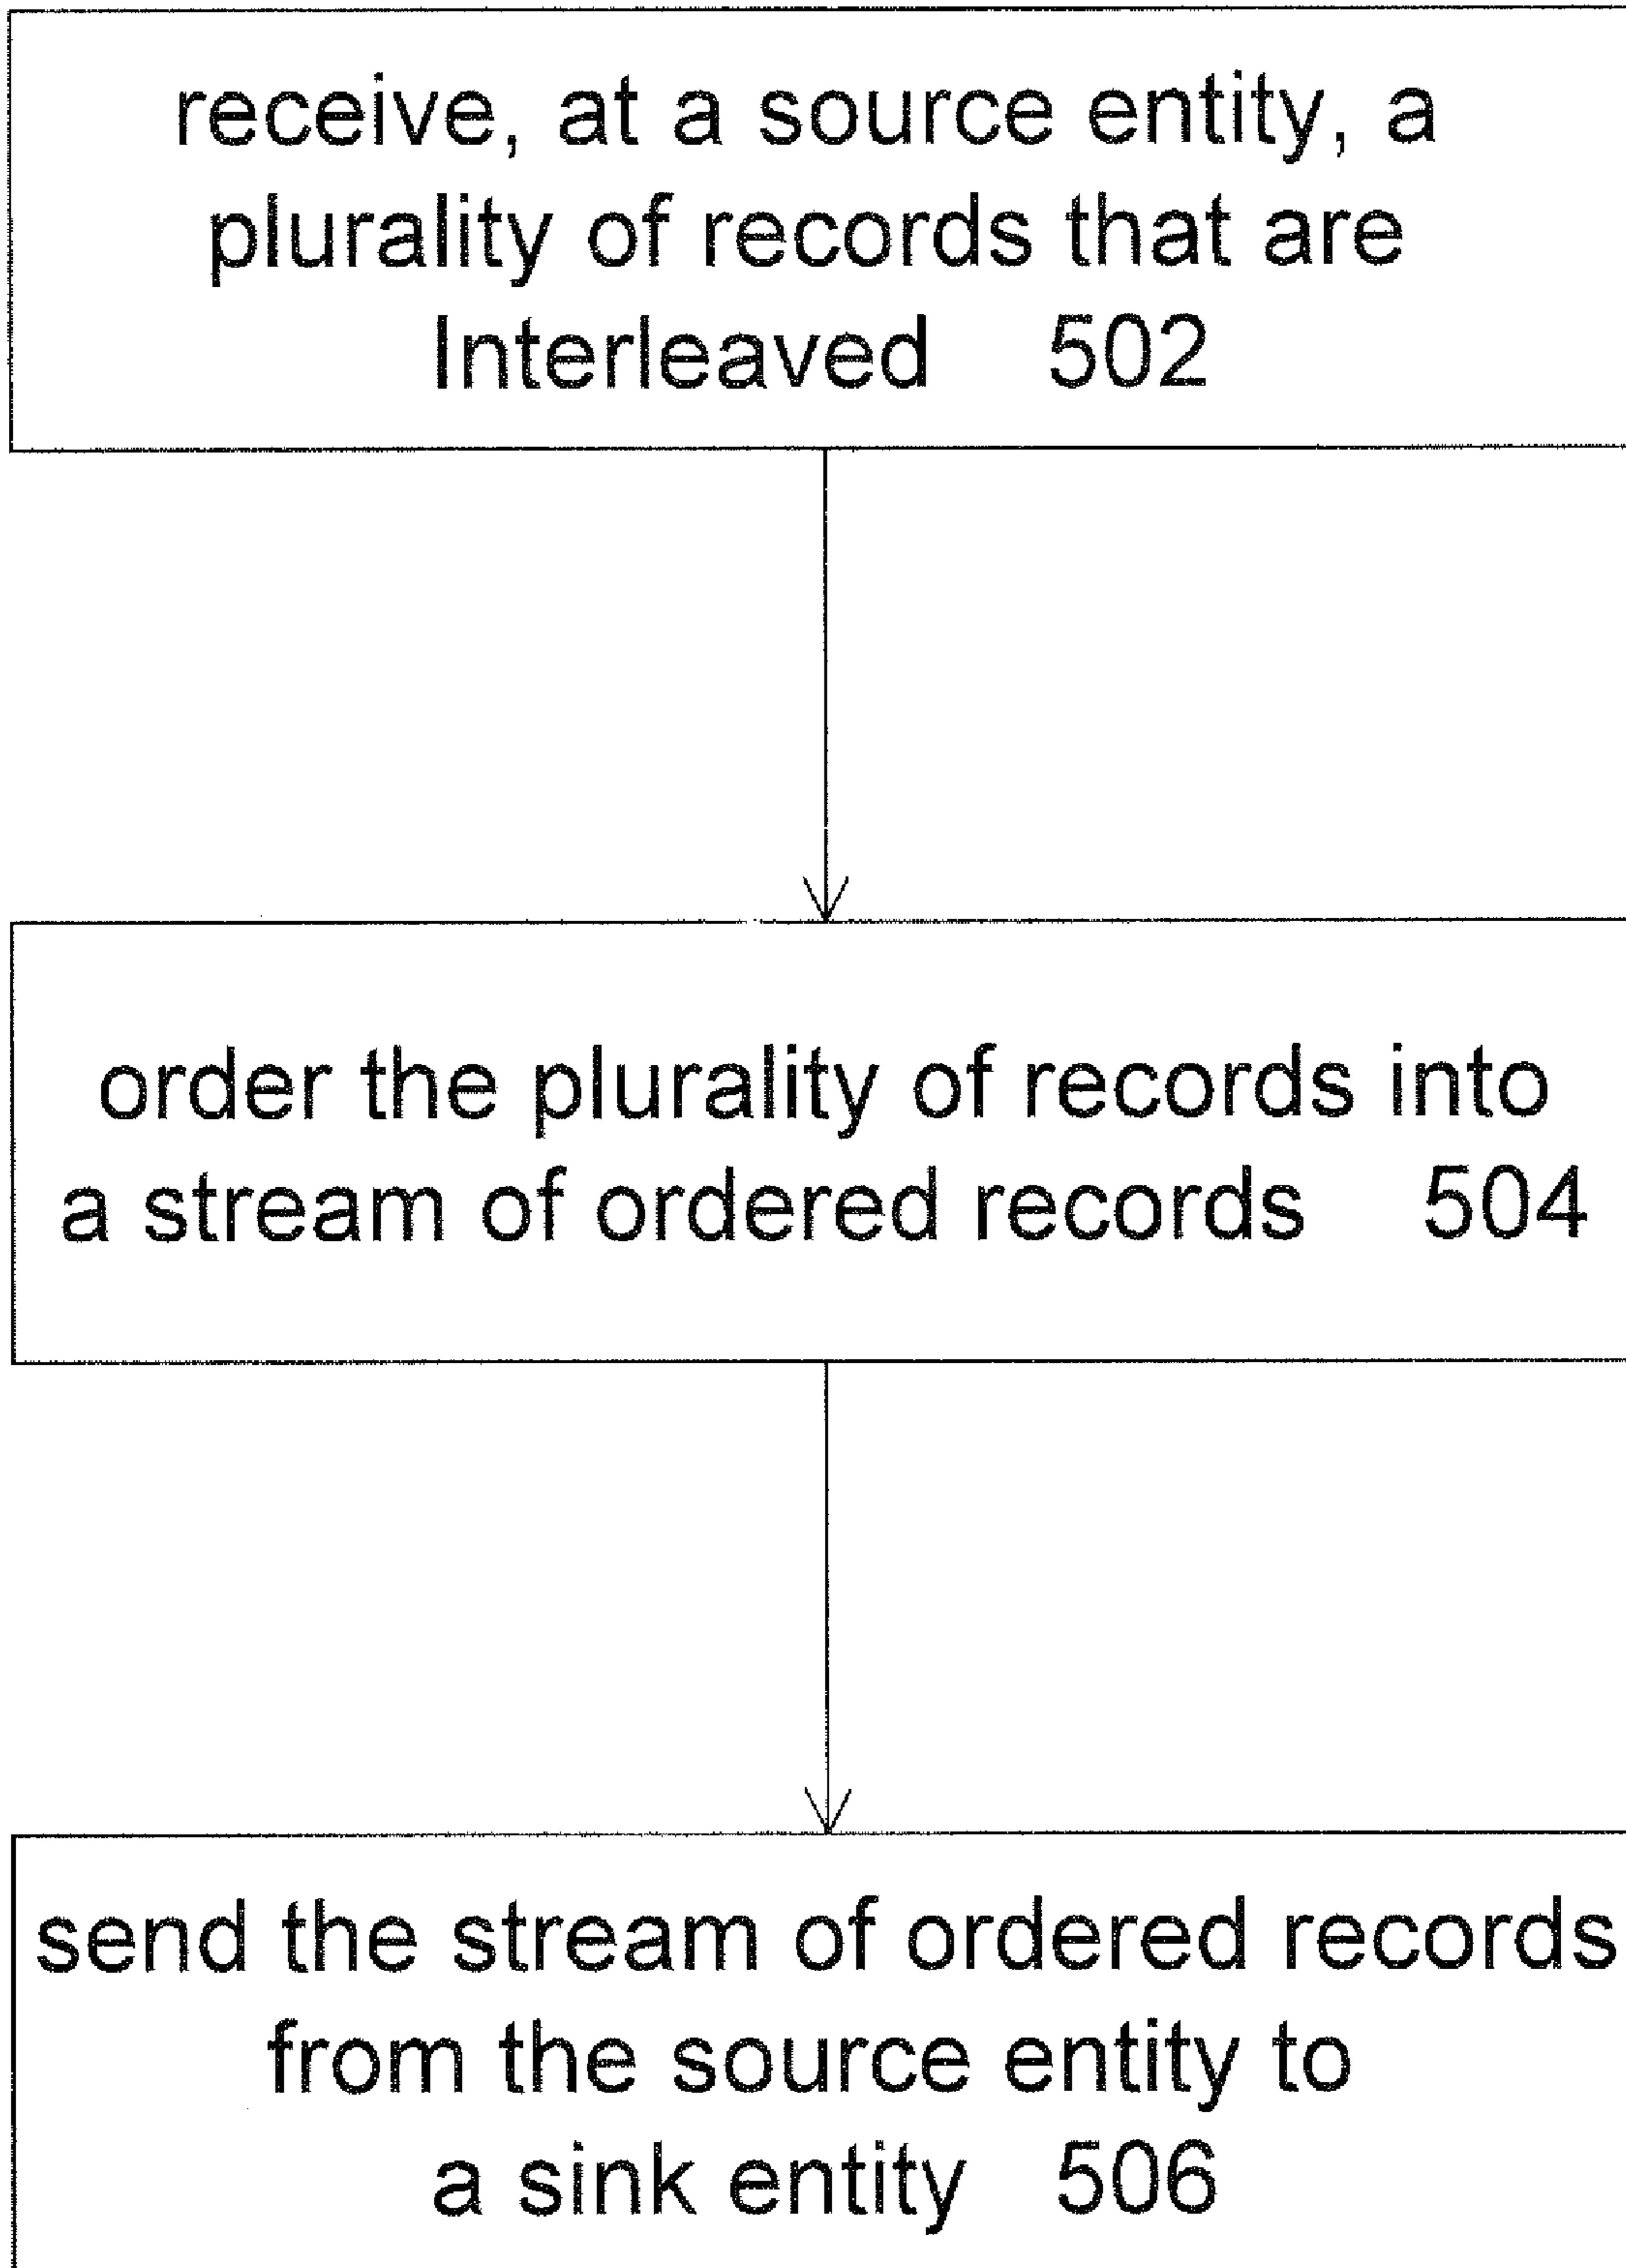 receive, at a source entity, a
plurality of records that are
Interleaved 502
order the plurality of records into
a stream of ordered records 504
send the stream of ordered records
from the source entity to
a sink entity 506